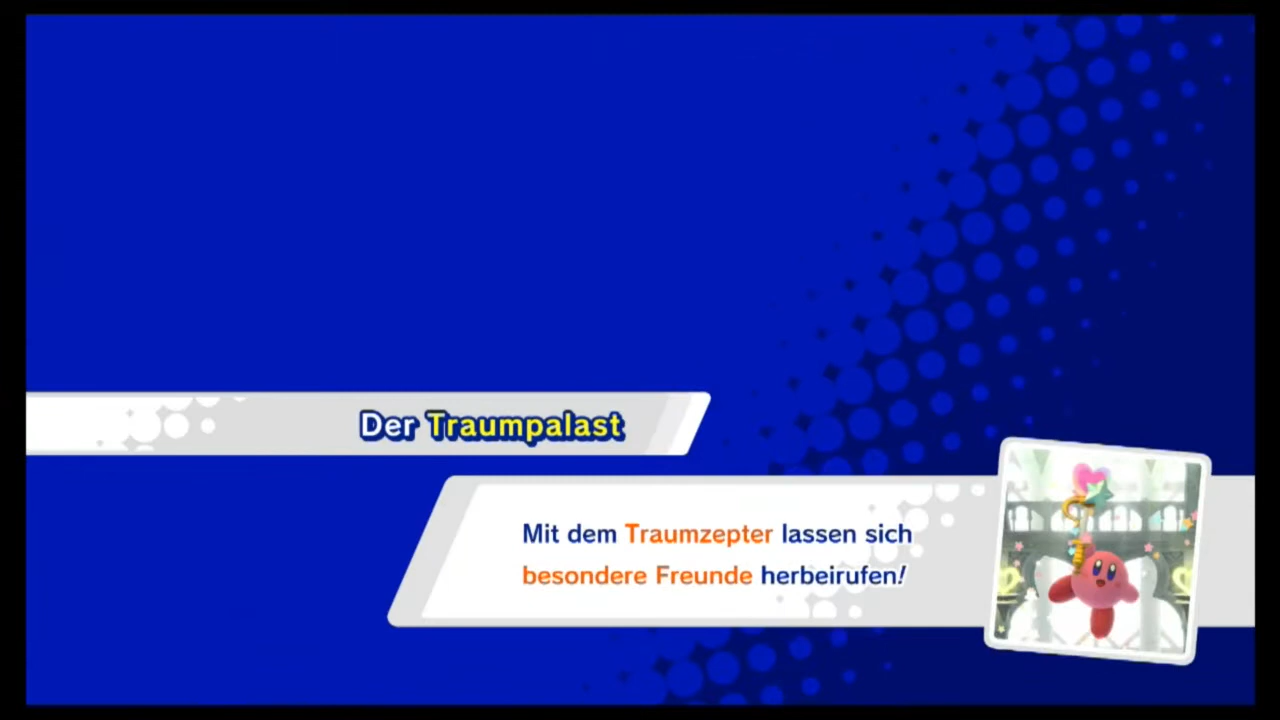 Der Traumpalast
Mit dem Traumzepter lassen sich
besondere Freunde herbeirufen!